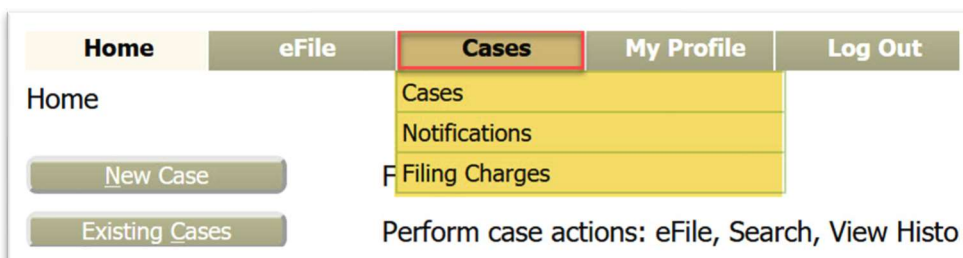 Home eFile Cases My Profile Log Out
Home
Cases
Notifications
Filing Charges
New Case F
Existing Cases Perform case actions: eFile, Search, View Histo